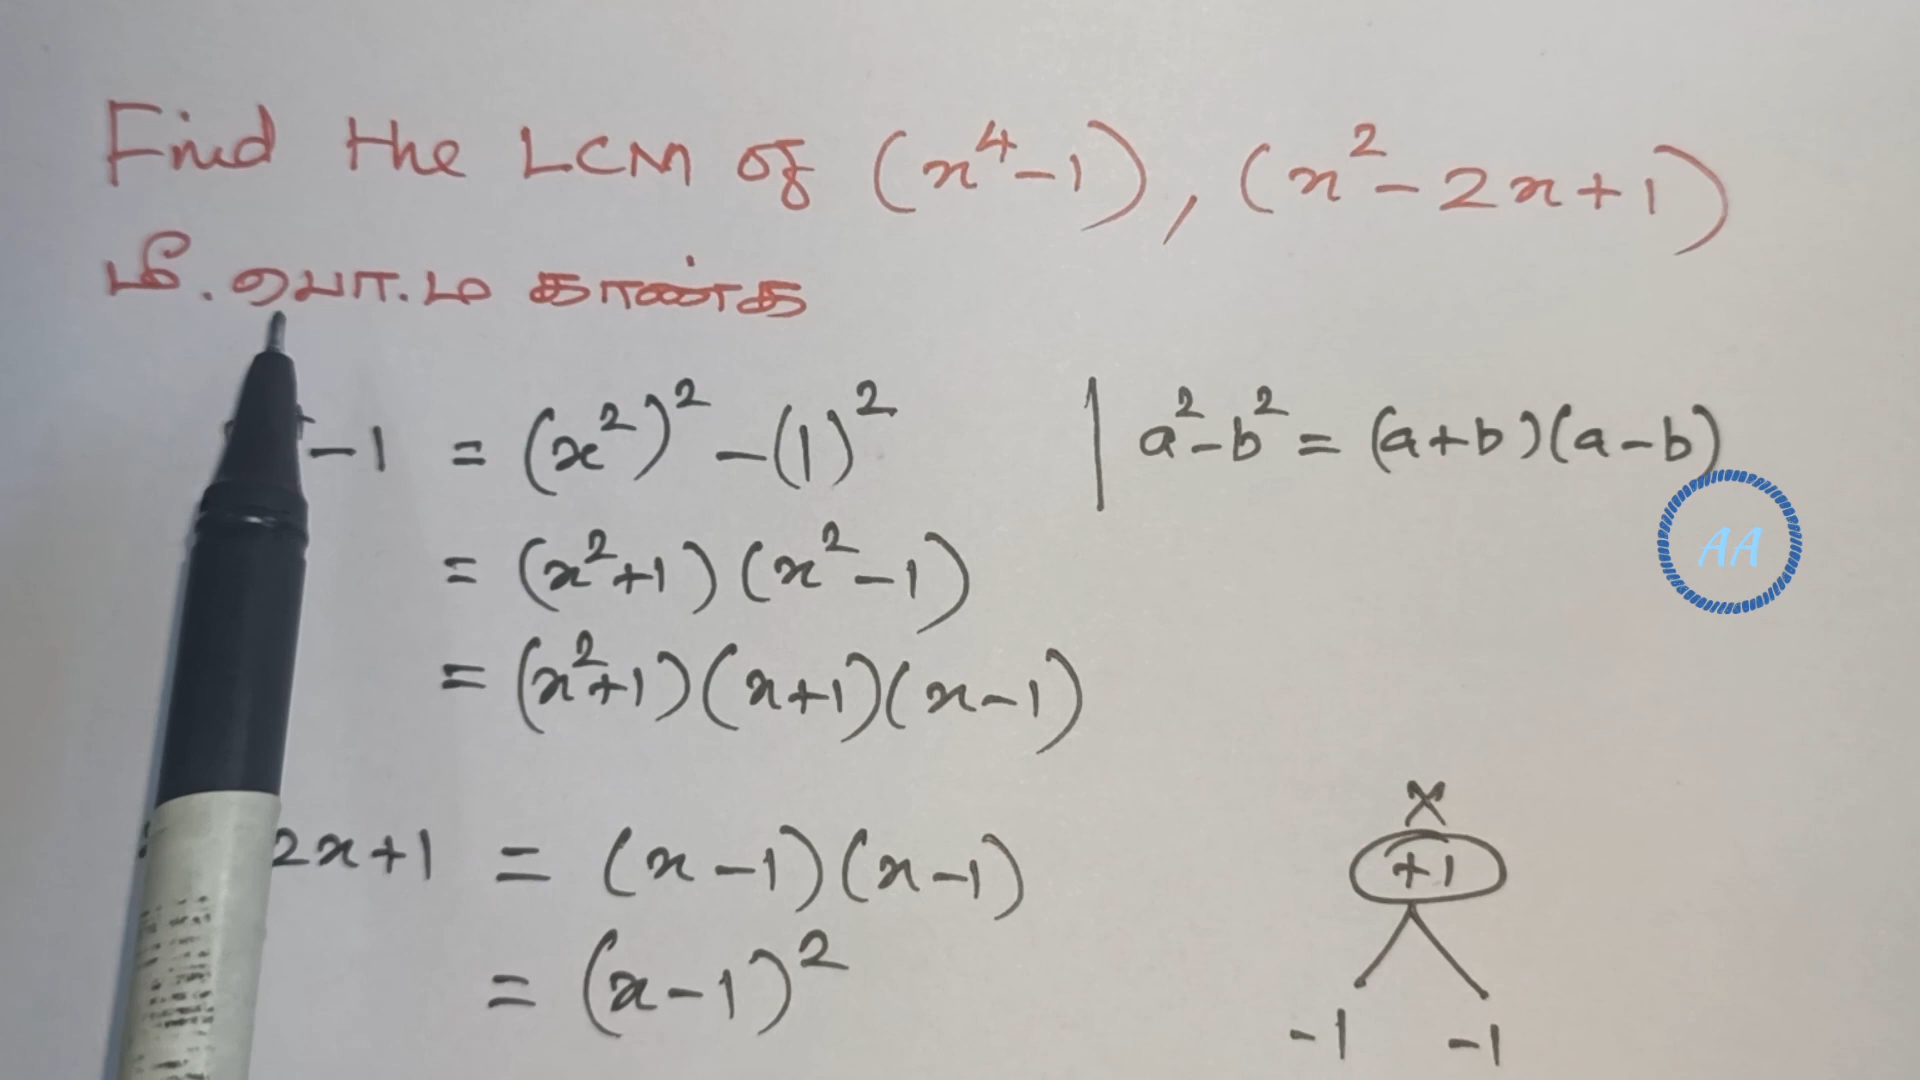 Find the LCM of (x⁴-1), (x²-2x+1)
மீ.பொ.ம காண்க
-1 = (x²)² - (1)² | a²-b² = (a+b)(a-b)
AA
= (x²+1)(x²-1)
= (x²+1)(x+1)(x-1)
x
+1
2x+1 = (x-1)(x-1)
= (x-1)²
-1 -1